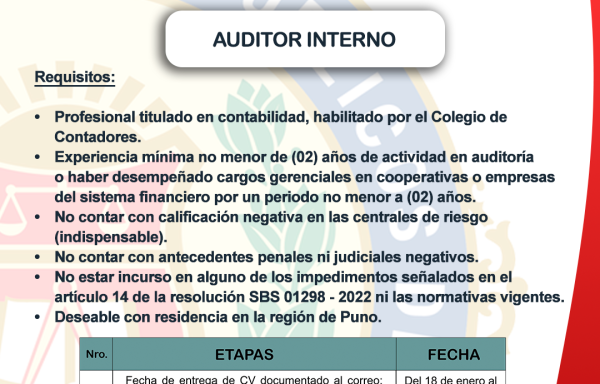 AUDITOR INTERNO
Requisitos:
• Profesional titulado en contabilidad, habilitado por el Colegio de
Contadores.
• Experiencia mínima no menor de (02) años de actividad en auditoría
o haber desempeñado cargos gerenciales en cooperativas o empresas
del sistema financiero por un periodo no menor a (02) años.
• No contar con calificación negativa en las centrales de riesgo
(indispensable).
• No contar con antecedentes penales ni judiciales negativos.
• No estar incurso en alguno de los impedimentos señalados en el
artículo 14 de la resolución SBS 01298 - 2022 ni las normativas vigentes.
• Deseable con residencia en la región de Puno.
Nro. ETAPAS FECHA
Fecha de entrega de CV documentado al correo: Del 18 de enero al